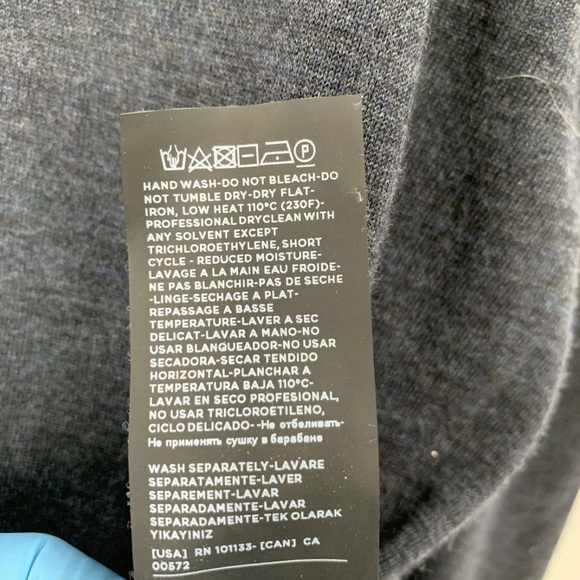 P
HAND WASH-DO NOT BLEACH-DO
NOT TUMBLE DRY-DRY FLAT-
IRON, LOW HEAT 110°C (230F)-
PROFESSIONAL DRYCLEAN WITH
ANY SOLVENT EXCEPT
TRICHLOROETHYLENE, SHORT
CYCLE - REDUCED MOISTURE-
LAVAGE A LA MAIN EAU FROIDE-
NE PAS BLANCHIR-PAS DE SECHE
-LINGE-SECHAGE A PLAT-
REPASSAGE A BASSE
TEMPERATURE-LAVER A SEC
DELICAT-LAVAR A MANO-NO
USAR BLANQUEADOR-NO USAR
SECADORA-SECAR TENDIDO
HORIZONTAL-PLANCHAR A
TEMPERATURA BAJA 110°C-
LAVAR EN SECO PROFESIONAL,
NO USAR TRICLOROETILENO,
CICLO DELICADO--Не отбеливать-
Не применять сушку в барабане
WASH SEPARATELY-LAVARE
SEPARATAMENTE-LAVER
SEPAREMENT-LAVAR
SEPARADAMENTE-LAVAR
SEPARADAMENTE-TEK OLARAK
YIKAYINIZ
[USA] RN 101133- [CAN] CA
00572